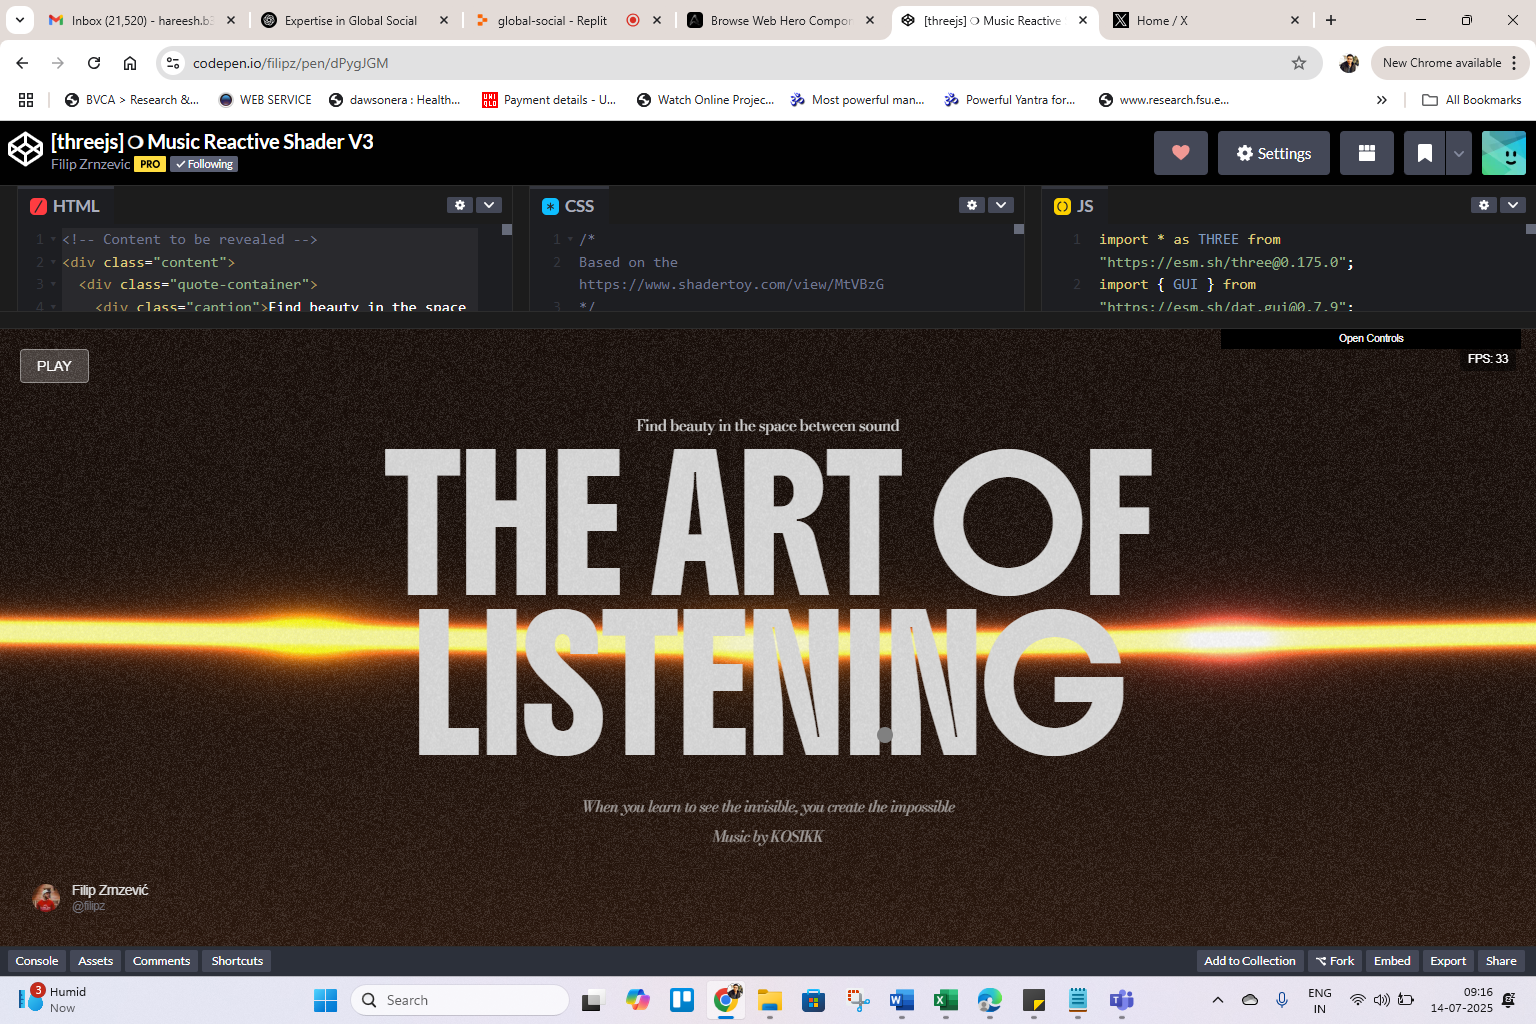 Inbox (21,520) - hareesh.b3
Expertise in Global Social
global-social - Replit
Browse Web Hero Compon
[threejs] ❍ Music Reactive
Home / X
codepen.io/filipz/pen/dPygJGM
New Chrome available
BVCA > Research &...
WEB SERVICE
dawsonera : Health...
Payment details - U...
Watch Online Projec...
Most powerful man...
Powerful Yantra for...
www.research.fsu.e...
All Bookmarks
[threejs] ❍ Music Reactive Shader V3
Filip Zrnzevic PRO Following
Settings
HTML
CSS
JS
1 <!-- Content to be revealed -->
2 <div class="content">
3 <div class="quote-container">
4 <div class="caption">Find beauty in the space
1 /*
2 Based on the
https://www.shadertoy.com/view/MtVBzG
3 */
1 import * as THREE from
"https://esm.sh/three@0.175.0";
2 import { GUI } from
"https://esm.sh/dat.gui@0.7.9";
Open Controls
PLAY
FPS: 33
Find beauty in the space between sound
THE ART OF
LISTENING
When you learn to see the invisible, you create the impossible
Music by KOSIKK
Filip Zrnzević
@filipz
Console
Assets
Comments
Shortcuts
Add to Collection
Fork
Embed
Export
Share
3
Humid
Now
Search
ENG
IN
09:16
14-07-2025